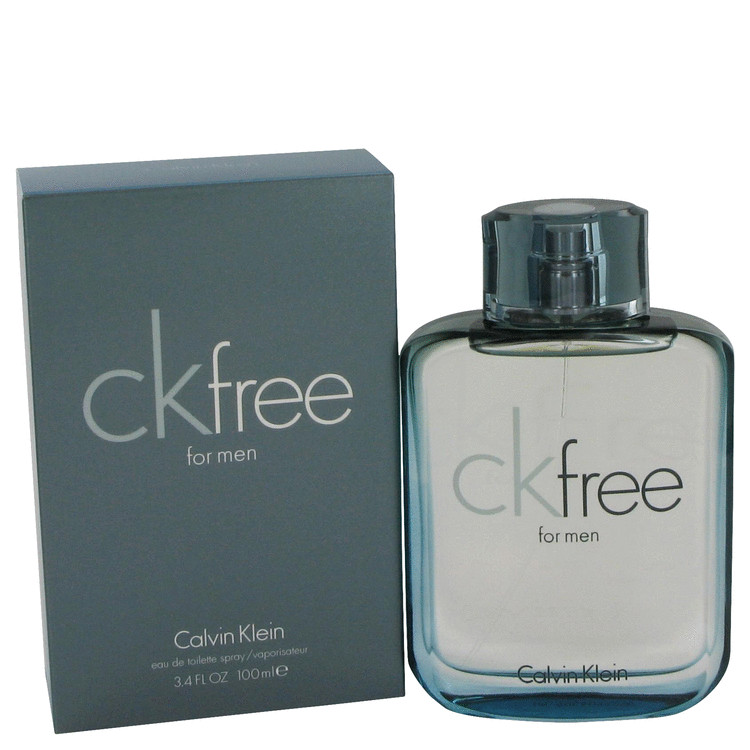 ckfree
for men
Calvin Klein
eau de toilette spray/vaporisateur
3.4 FL OZ 100 ml ℮
ckfree
for men
Calvin Klein